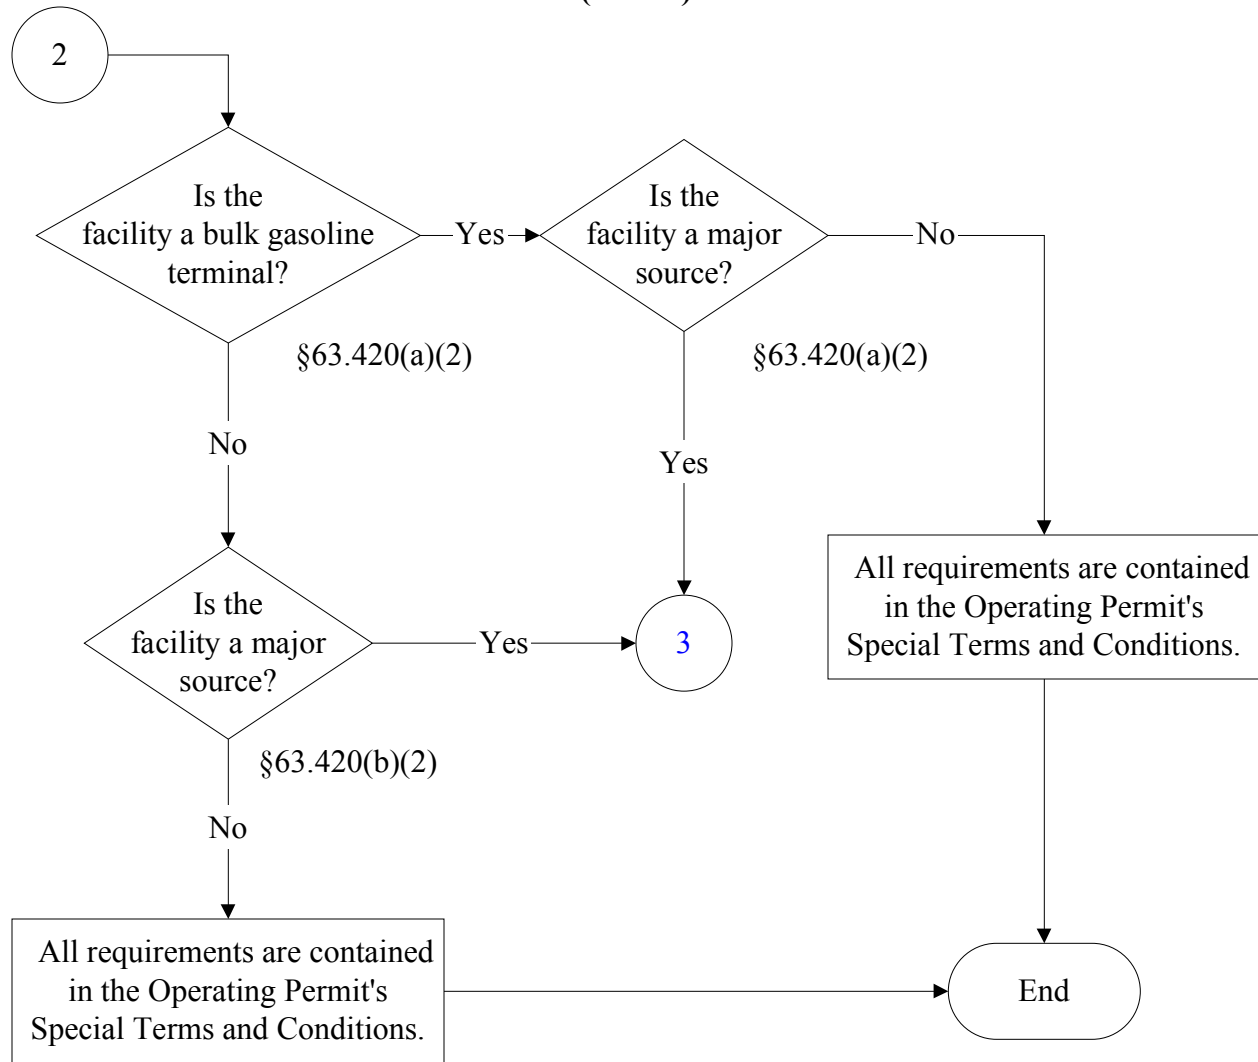 2
Is the
facility a bulk gasoline
terminal?
Yes
Is the
facility a major
source?
No
§63.420(a)(2)
§63.420(a)(2)
No
Yes
All requirements are contained
in the Operating Permit's
Special Terms and Conditions.
Is the
facility a major
source?
Yes
3
§63.420(b)(2)
No
All requirements are contained
in the Operating Permit's
Special Terms and Conditions.
End